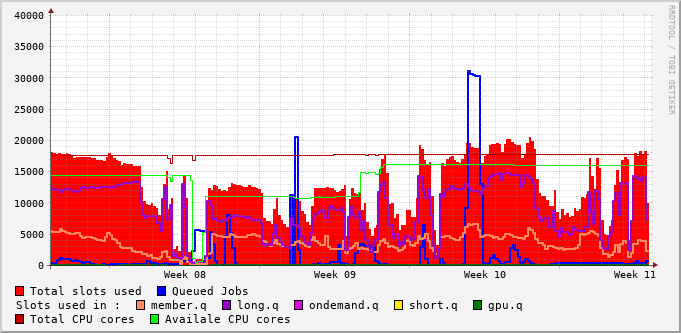 40000
35000
30000
25000
20000
15000
10000
5000
0
Week 08 Week 09 Week 10 Week 11
RRDTOOL / TOBI OETIKER
Total slots used Queued Jobs
Slots used in : member.q long.q ondemand.q short.q gpu.q
Total CPU cores Availale CPU cores